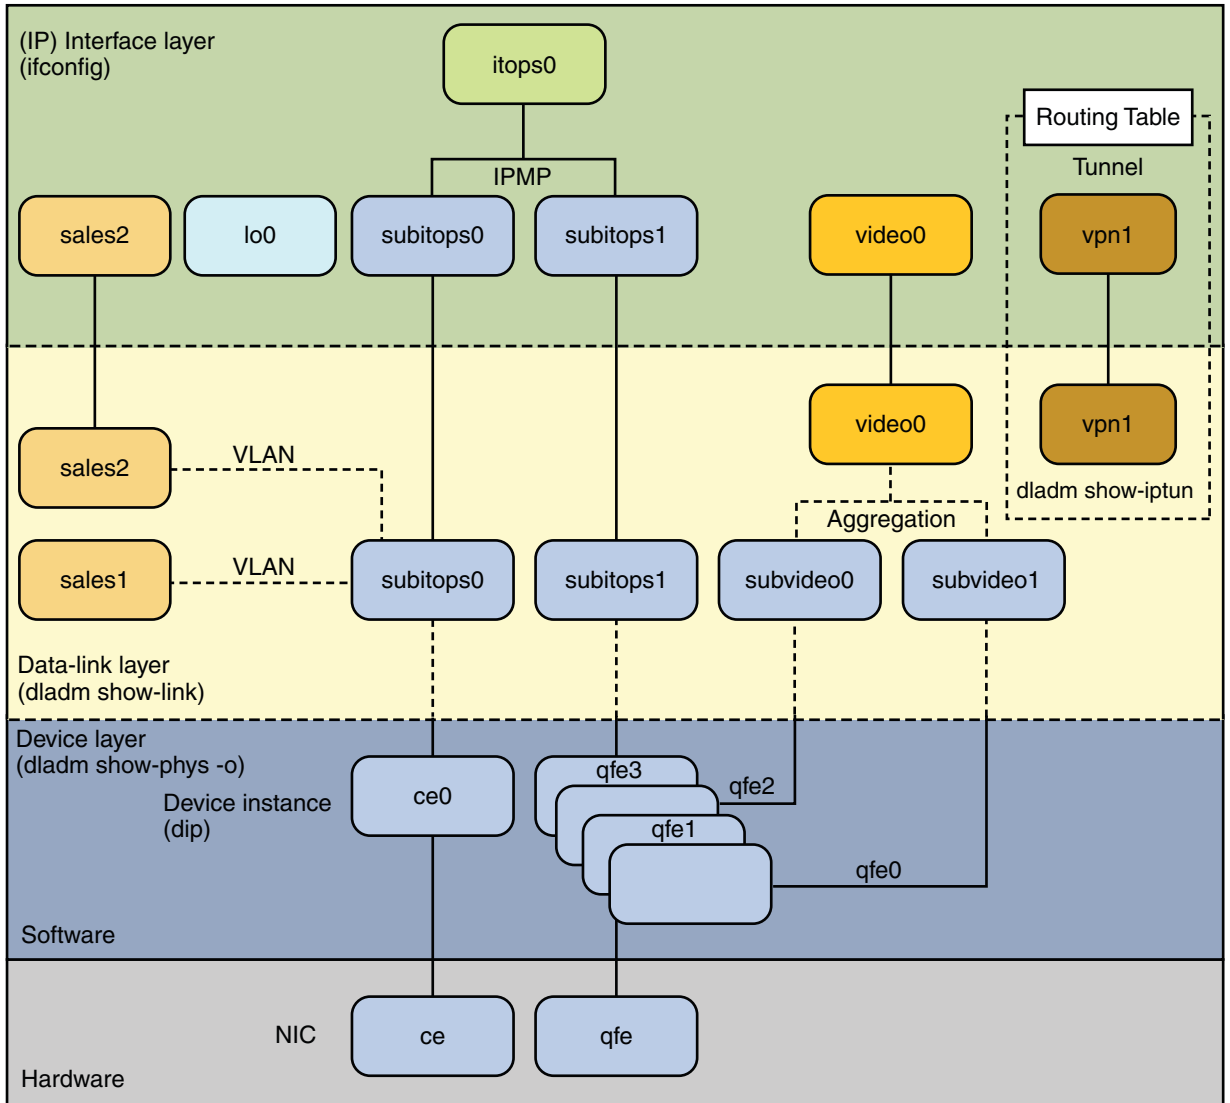 (IP) Interface layer
(ifconfig)
itops0
Routing Table
IPMP
Tunnel
sales2
lo0
subitops0
subitops1
video0
vpn1
video0
vpn1
sales2
VLAN
dladm show-iptun
Aggregation
sales1
VLAN
subitops0
subitops1
subvideo0
subvideo1
Data-link layer
(dladm show-link)
Device layer
(dladm show-phys -o)
Device instance
(dip)
ce0
qfe3
qfe2
qfe1
qfe0
Software
NIC
ce
qfe
Hardware